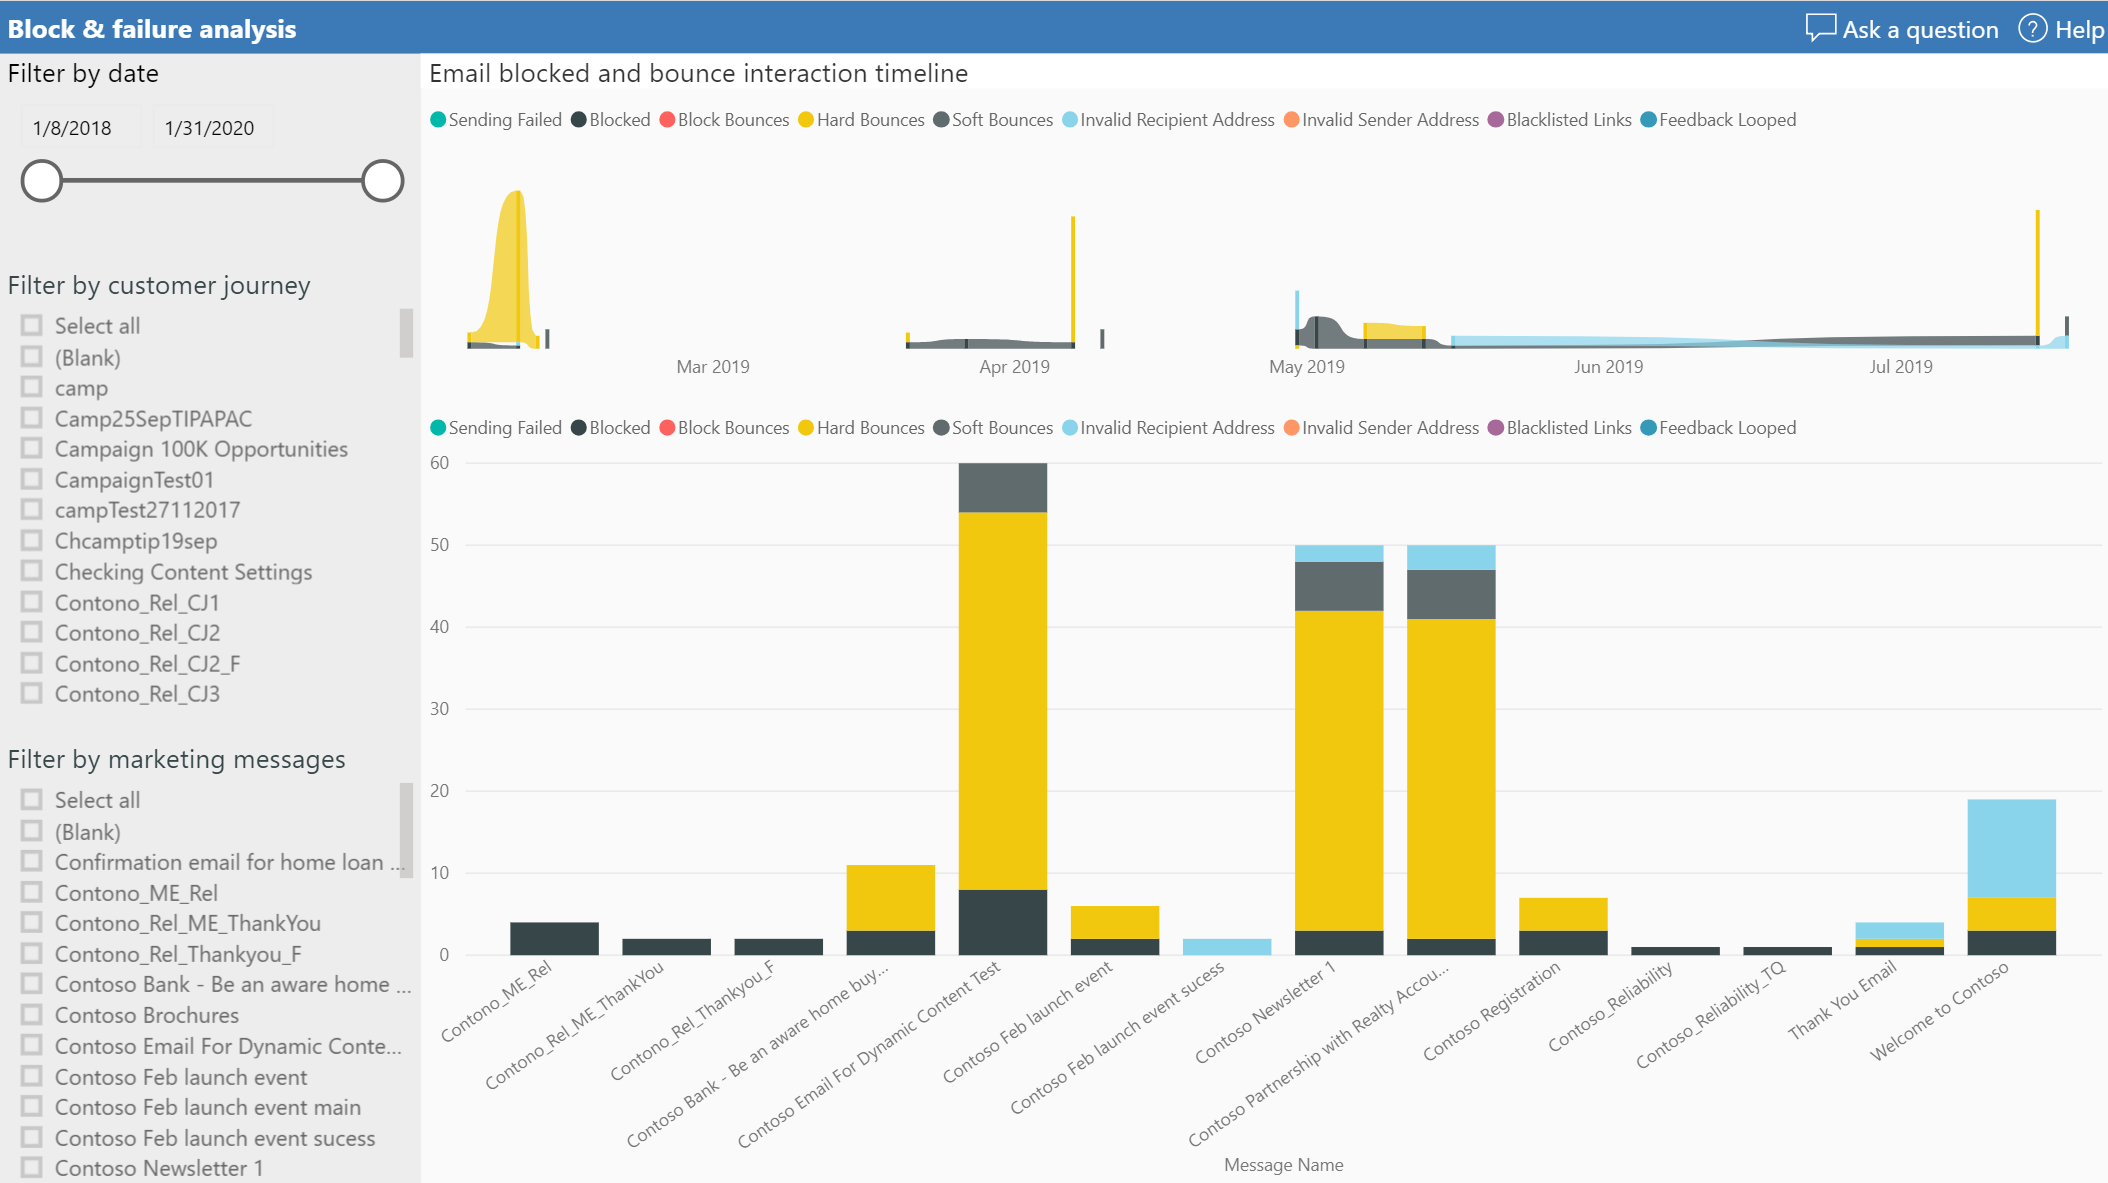 Block & failure analysis
Ask a question
Help
Filter by date
1/8/2018
1/31/2020
Filter by customer journey
Select all
(Blank)
camp
Camp25SepTIPAPAC
Campaign 100K Opportunities
CampaignTest01
campTest27112017
Chcamptip19sep
Checking Content Settings
Contono_Rel_CJ1
Contono_Rel_CJ2
Contono_Rel_CJ2_F
Contono_Rel_CJ3
Filter by marketing messages
Select all
(Blank)
Confirmation email for home loan ...
Contono_ME_Rel
Contono_Rel_ME_ThankYou
Contono_Rel_Thankyou_F
Contoso Bank - Be an aware home ...
Contoso Brochures
Contoso Email For Dynamic Conte...
Contoso Feb launch event
Contoso Feb launch event main
Contoso Feb launch event sucess
Contoso Newsletter 1
Email blocked and bounce interaction timeline
Sending Failed Blocked Block Bounces Hard Bounces Soft Bounces Invalid Recipient Address Invalid Sender Address Blacklisted Links Feedback Looped
Mar 2019 Apr 2019 May 2019 Jun 2019 Jul 2019
Sending Failed Blocked Block Bounces Hard Bounces Soft Bounces Invalid Recipient Address Invalid Sender Address Blacklisted Links Feedback Looped
60
50
40
30
20
10
0
Contono_ME_Rel
Contono_Rel_ME_ThankYou
Contono_Rel_Thankyou_F
Contoso Bank - Be an aware home buy...
Contoso Email For Dynamic Content Test
Contoso Feb launch event
Contoso Feb launch event sucess
Contoso Newsletter 1
Contoso Partnership with Realty Accou...
Contoso Registration
Contoso_Reliability
Contoso_Reliability_TQ
Thank You Email
Welcome to Contoso
Message Name